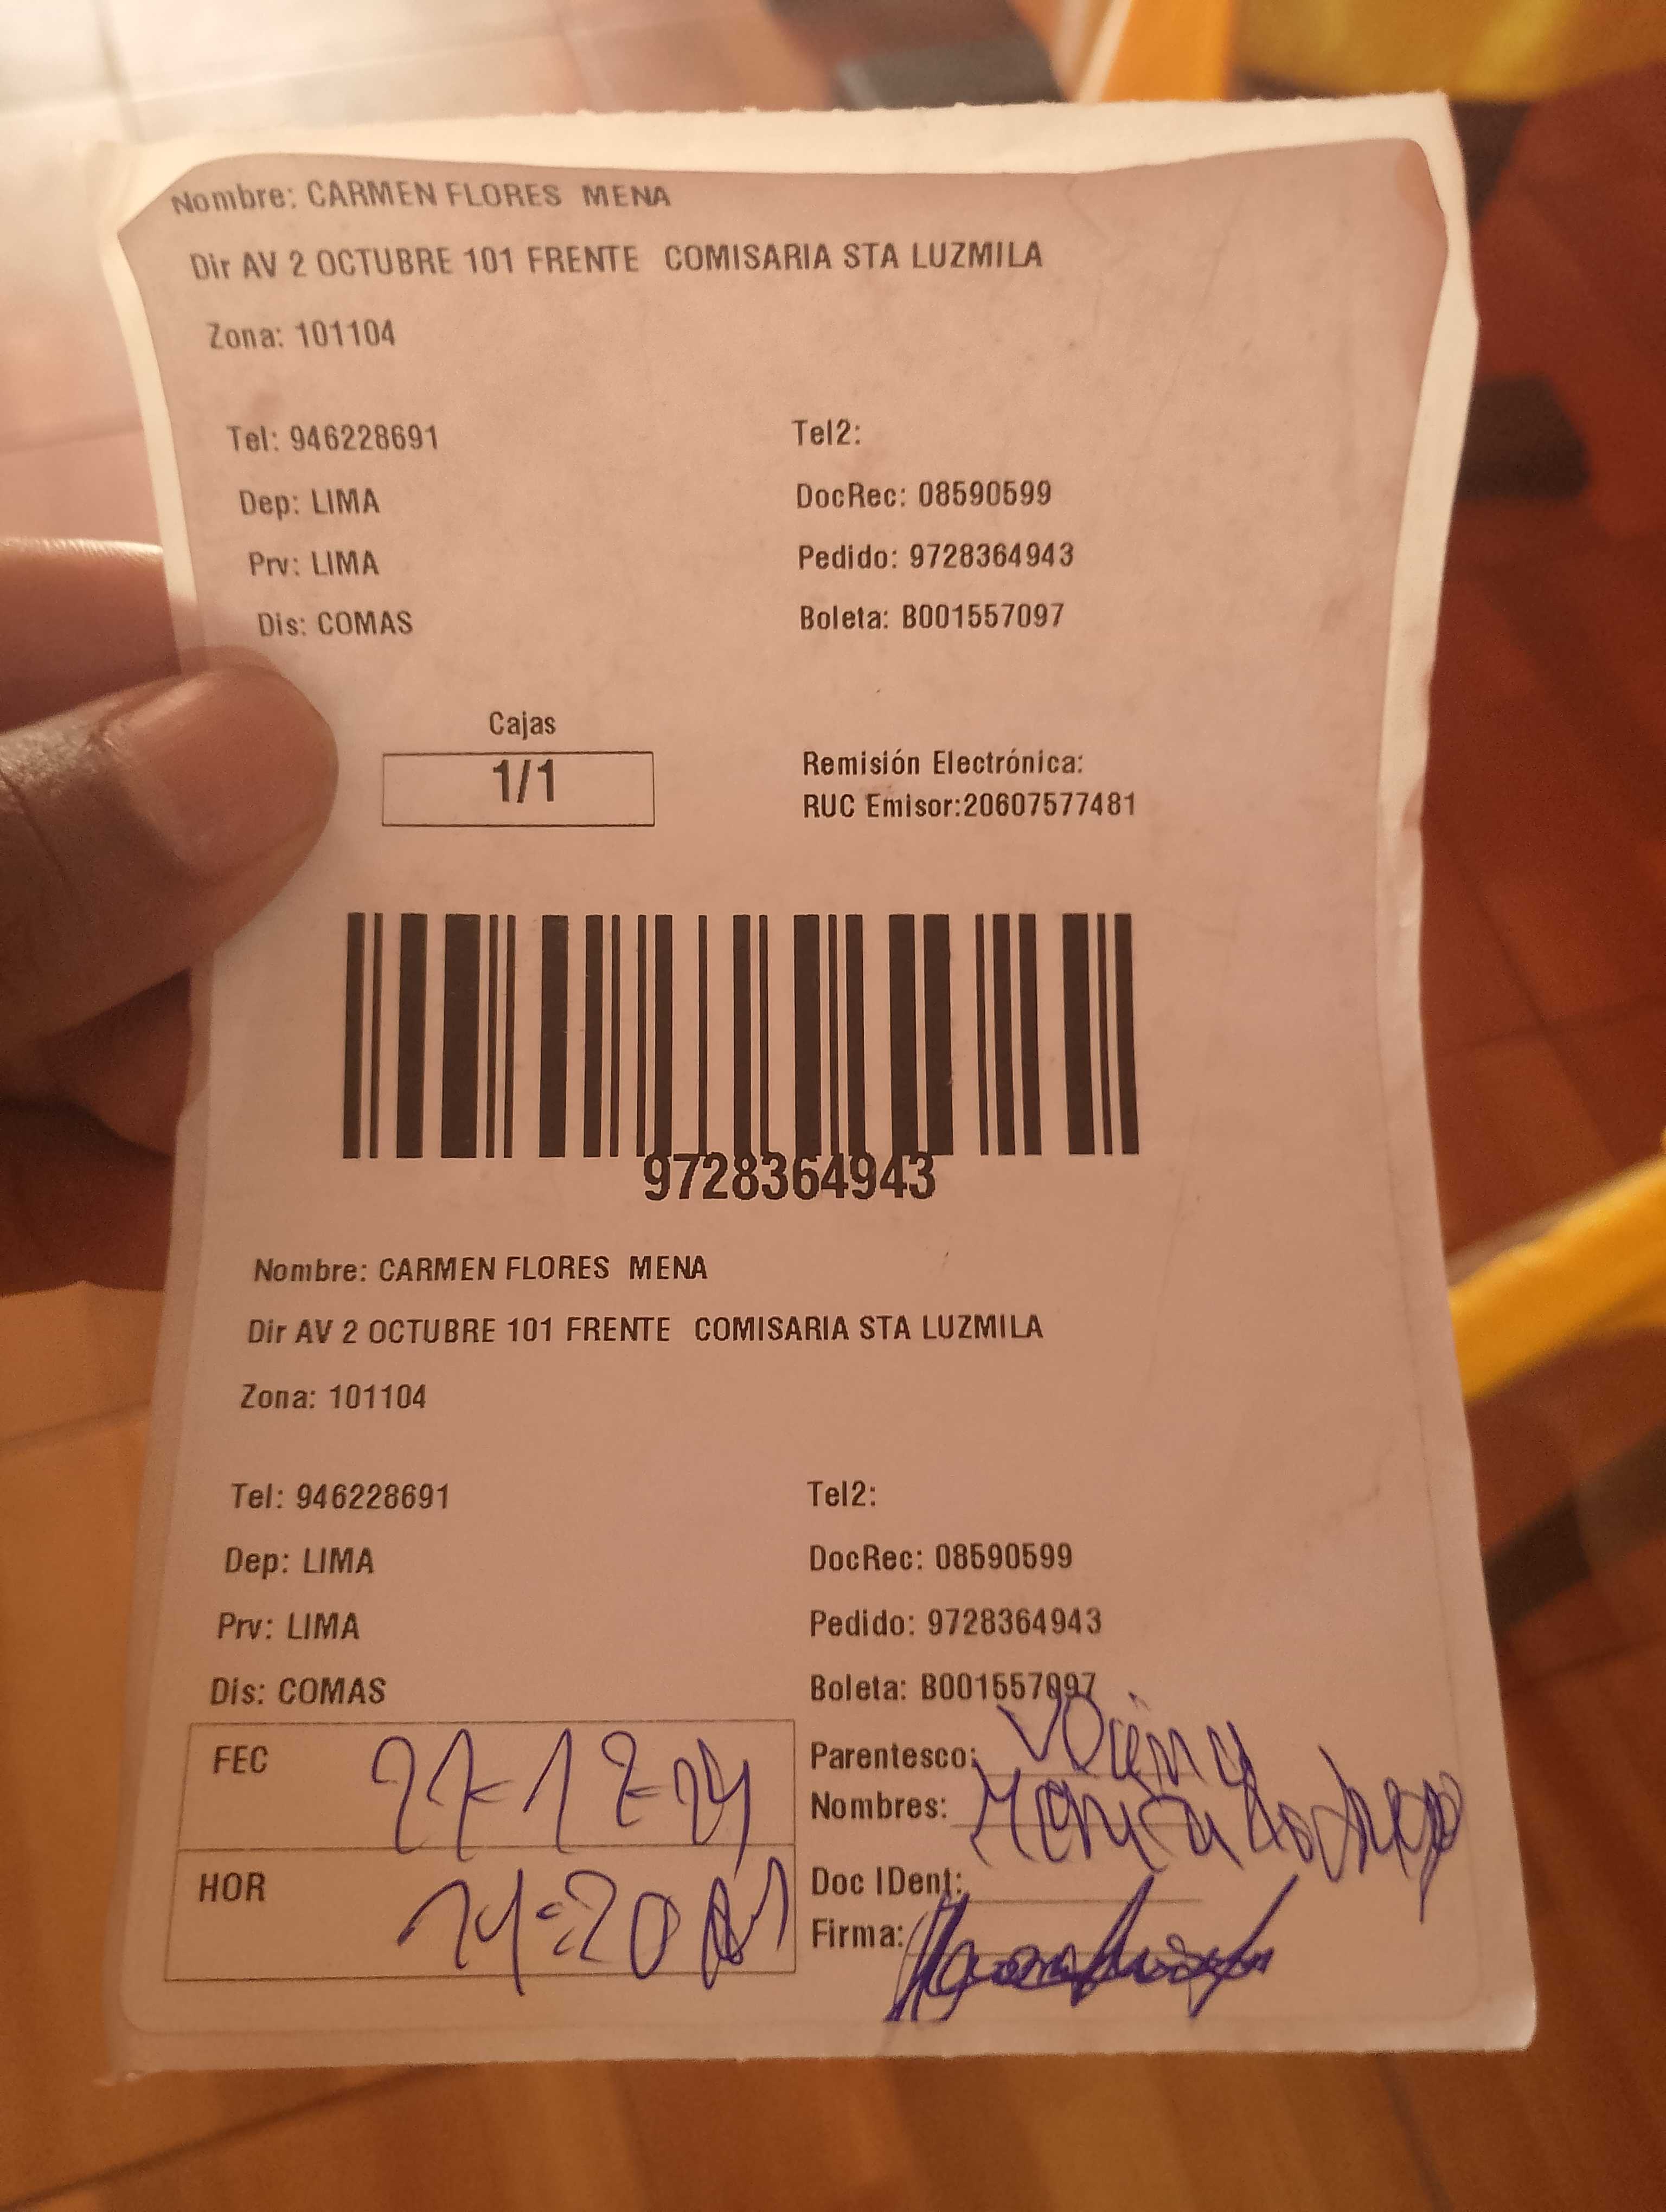 Nombre: CARMEN FLORES MENA
Dir AV 2 OCTUBRE 101 FRENTE COMISARIA STA LUZMILA
Zona: 101104
Tel: 946228691
Tel2:
Dep: LIMA
DocRec: 08590599
Prv: LIMA
Pedido: 9728364943
Dis: COMAS
Boleta: B001557097
Cajas
1/1
Remisión Electrónica:
RUC Emisor:20607577481
9728364943
Nombre: CARMEN FLORES MENA
Dir AV 2 OCTUBRE 101 FRENTE COMISARIA STA LUZMILA
Zona: 101104
Tel: 946228691
Tel2:
Dep: LIMA
DocRec: 08590599
Prv: LIMA
Pedido: 9728364943
Dis: COMAS
Boleta: B001557097
FEC 27-12-24
Parentesco:
Nombres: Monica
HOR
Doc IDent:
Firma: